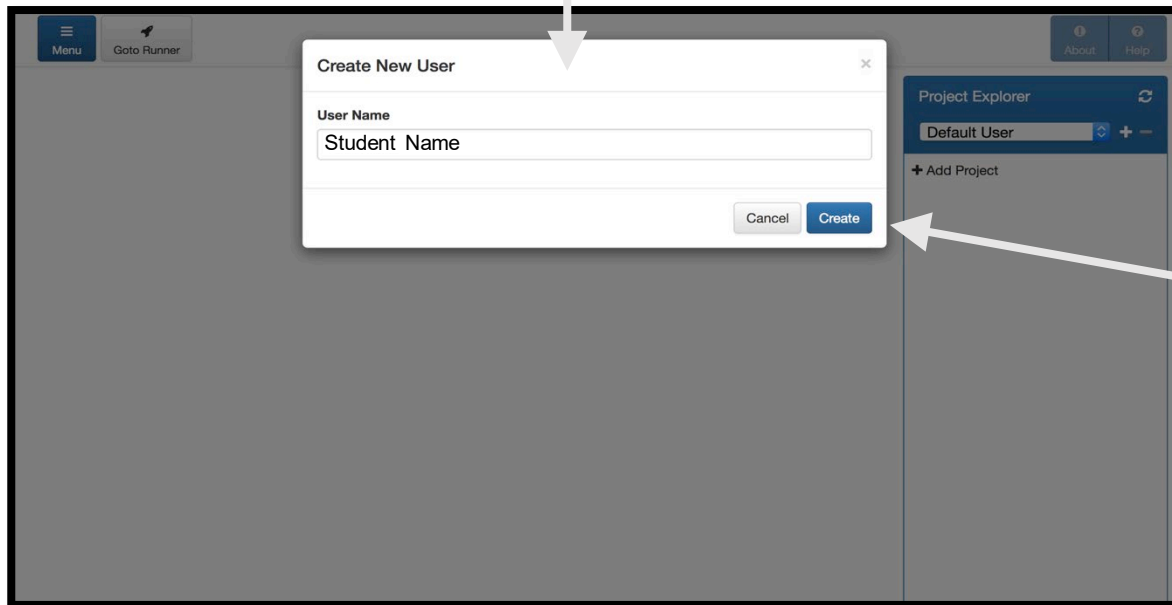 Menu
Goto Runner
About
Help
Create New User
×
User Name
Student Name
Cancel
Create
Project Explorer
Default User
+ Add Project